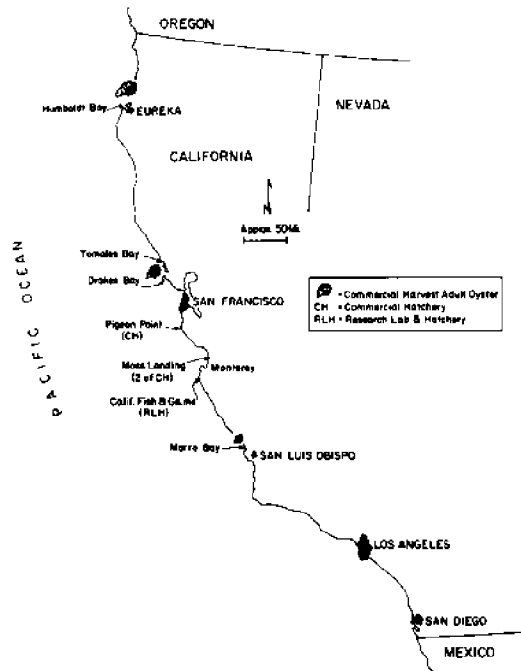 OREGON
Humboldt Bay
EUREKA
NEVADA
CALIFORNIA
N
Approx. 50Mi.
PACIFIC OCEAN
Tomales Bay
Drakes Bay
SAN FRANCISCO
- Commercial Harvest Adult Oyster
CH - Commercial Hatchery
RLH - Research Lab & Hatchery
Pigeon Point
(CH)
Moss Landing
(2 of CH)
Monterey
Calif. Fish & Game
(RLH)
Morro Bay
SAN LUIS OBISPO
LOS ANGELES
SAN DIEGO
MEXICO